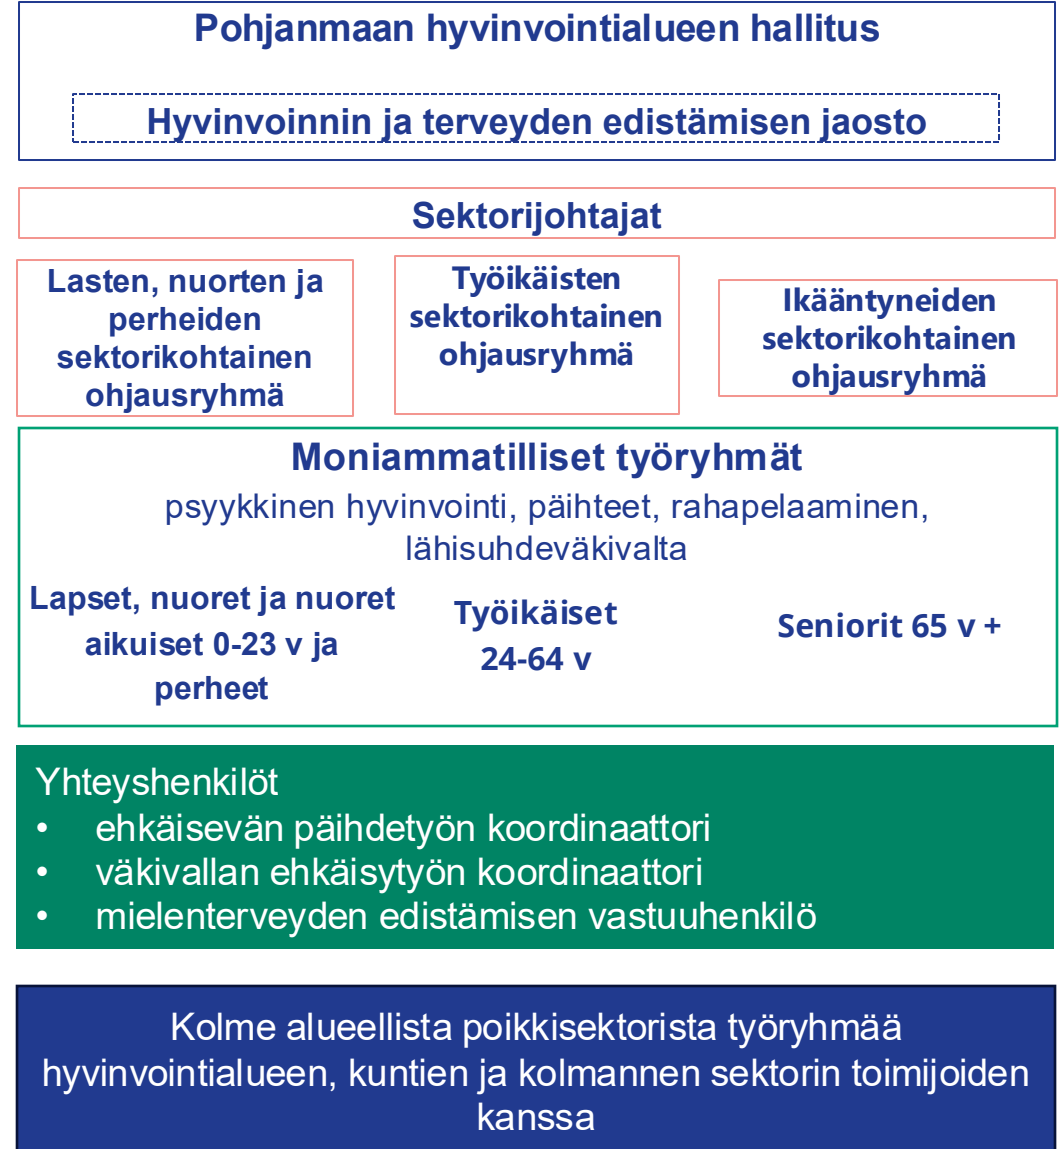 Pohjanmaan hyvinvointialueen hallitus
Hyvinvoinnin ja terveyden edistämisen jaosto
Sektorijohtajat
Lasten, nuorten ja
perheiden
sektorikohtainen
ohjausryhmä
Työikäisten
sektorikohtainen
ohjausryhmä
Ikääntyneiden
sektorikohtainen
ohjausryhmä
Moniammatilliset työryhmät
psyykkinen hyvinvointi, päihteet, rahapelaaminen,
lähisuhdeväkivalta
Lapset, nuoret ja nuoret
aikuiset 0-23 v ja
perheet
Työikäiset
24-64 v
Seniorit 65 v +
Yhteyshenkilöt
• ehkäisevän päihdetyön koordinaattori
• väkivallan ehkäisytyön koordinaattori
• mielenterveyden edistämisen vastuuhenkilö
Kolme alueellista poikkisektorista työryhmää
hyvinvointialueen, kuntien ja kolmannen sektorin toimijoiden
kanssa